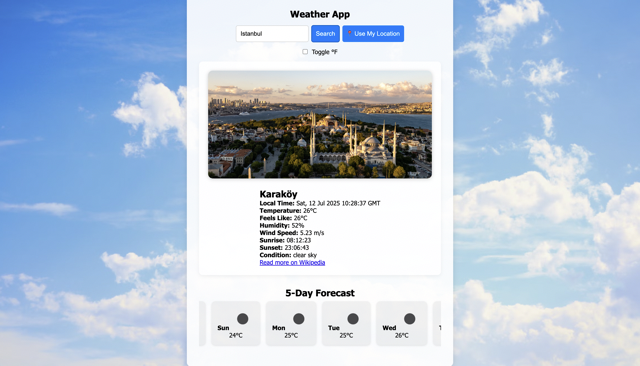 Weather App
Istanbul
Search
Use My Location
Toggle °F
Karaköy
Local Time: Sat, 12 Jul 2025 10:28:37 GMT
Temperature: 26°C
Feels Like: 26°C
Humidity: 52%
Wind Speed: 5.23 m/s
Sunrise: 08:12:23
Sunset: 23:06:43
Condition: clear sky
Read more on Wikipedia
5-Day Forecast
Sun
24°C
Mon
25°C
Tue
25°C
Wed
26°C